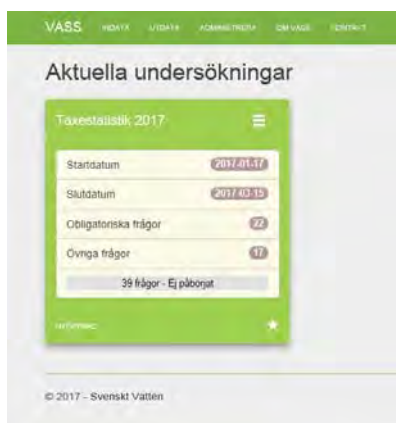 VASS INDATA UTDATA ADMINISTRERA OM VASS KONTAKT
Aktuella undersökningar
Taxestatistik 2017
Startdatum 2017-01-17
Slutdatum 2017-03-15
Obligatoriska frågor 22
Övriga frågor 17
39 frågor - Ej påbörjat
© 2017 - Svenskt Vatten